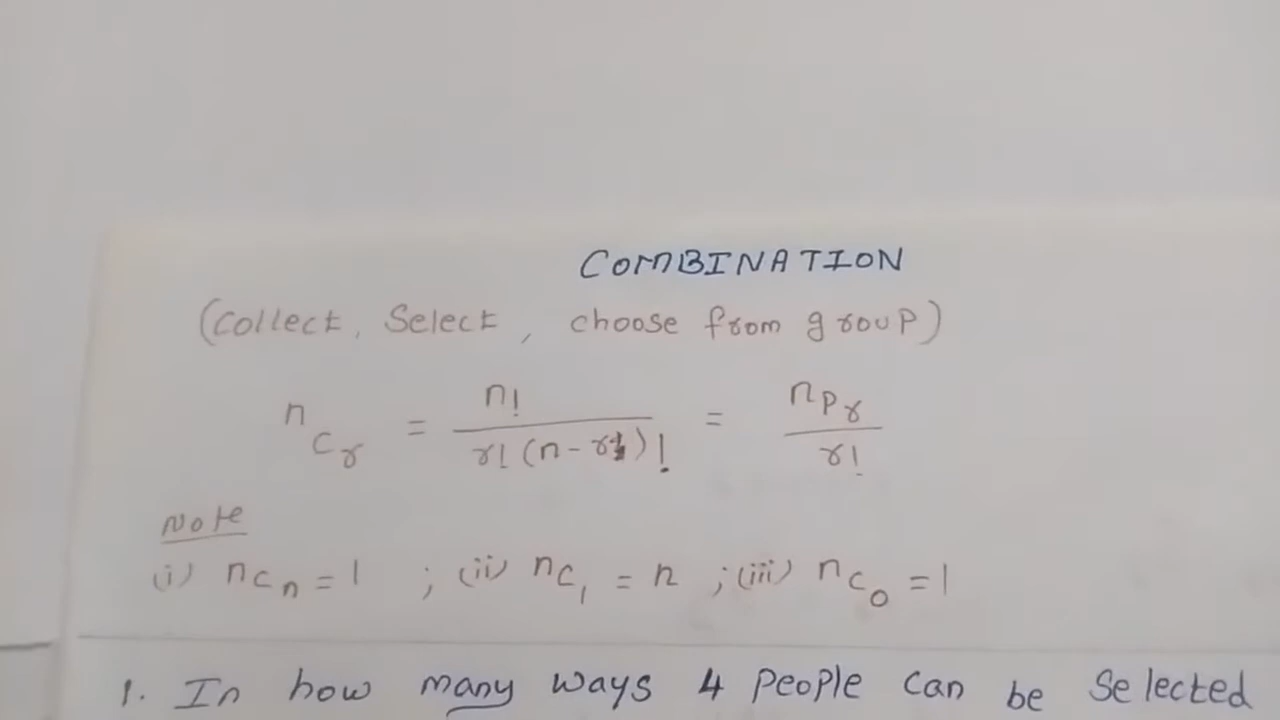 COMBINATION
(Collect, Select, choose from group)
nCr = n! / r!(n-r)! = nPr / r!
Note
(i) nCn = 1 ; (ii) nC1 = n ; (iii) nC0 = 1
1. In how many ways 4 people can be selected